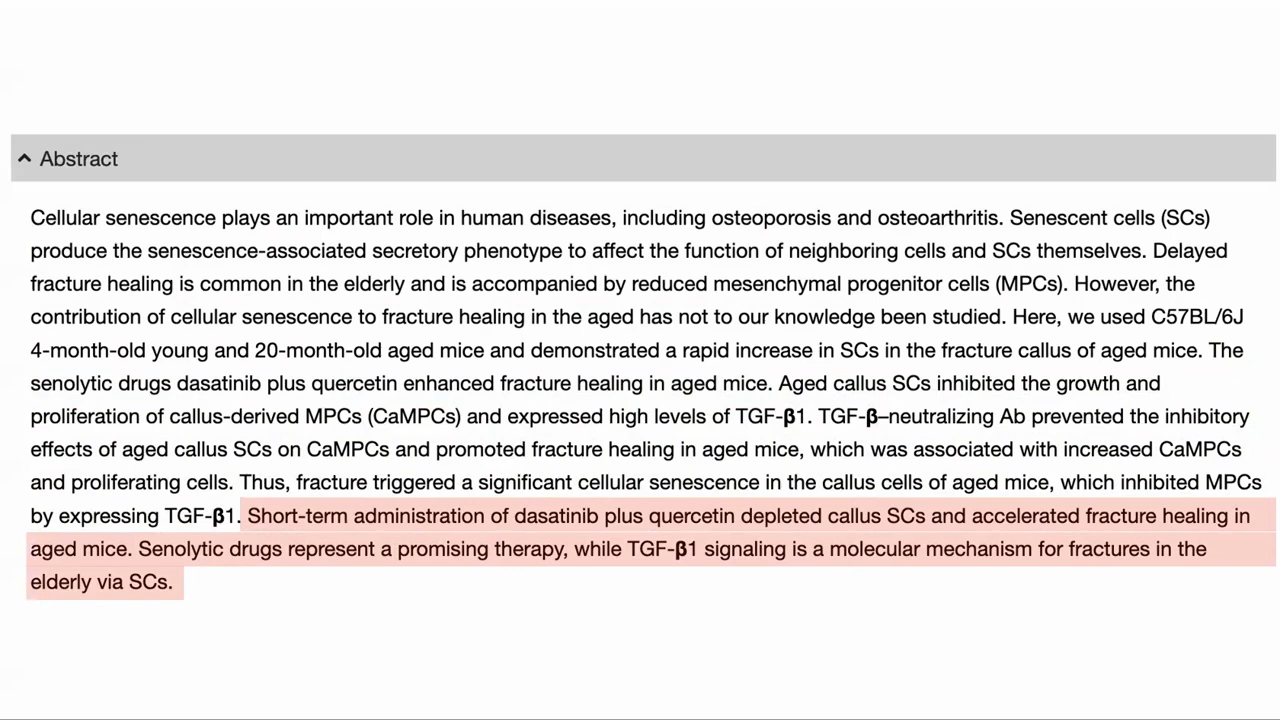 Abstract
Cellular senescence plays an important role in human diseases, including osteoporosis and osteoarthritis. Senescent cells (SCs)
produce the senescence-associated secretory phenotype to affect the function of neighboring cells and SCs themselves. Delayed
fracture healing is common in the elderly and is accompanied by reduced mesenchymal progenitor cells (MPCs). However, the
contribution of cellular senescence to fracture healing in the aged has not to our knowledge been studied. Here, we used C57BL/6J
4-month-old young and 20-month-old aged mice and demonstrated a rapid increase in SCs in the fracture callus of aged mice. The
senolytic drugs dasatinib plus quercetin enhanced fracture healing in aged mice. Aged callus SCs inhibited the growth and
proliferation of callus-derived MPCs (CaMPCs) and expressed high levels of TGF-β1. TGF-β–neutralizing Ab prevented the inhibitory
effects of aged callus SCs on CaMPCs and promoted fracture healing in aged mice, which was associated with increased CaMPCs
and proliferating cells. Thus, fracture triggered a significant cellular senescence in the callus cells of aged mice, which inhibited MPCs
by expressing TGF-β1. Short-term administration of dasatinib plus quercetin depleted callus SCs and accelerated fracture healing in
aged mice. Senolytic drugs represent a promising therapy, while TGF-β1 signaling is a molecular mechanism for fractures in the
elderly via SCs.